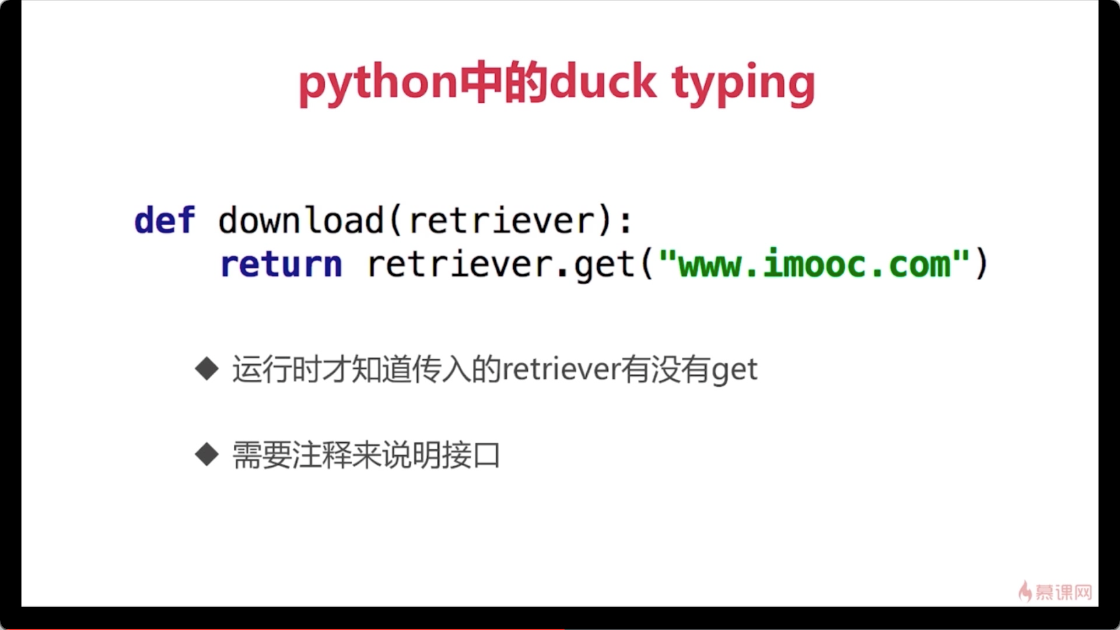 python中的duck typing
def download(retriever):
    return retriever.get("www.imooc.com")
◆ 运行时才知道传入的retriever有没有get
◆ 需要注释来说明接口
慕课网